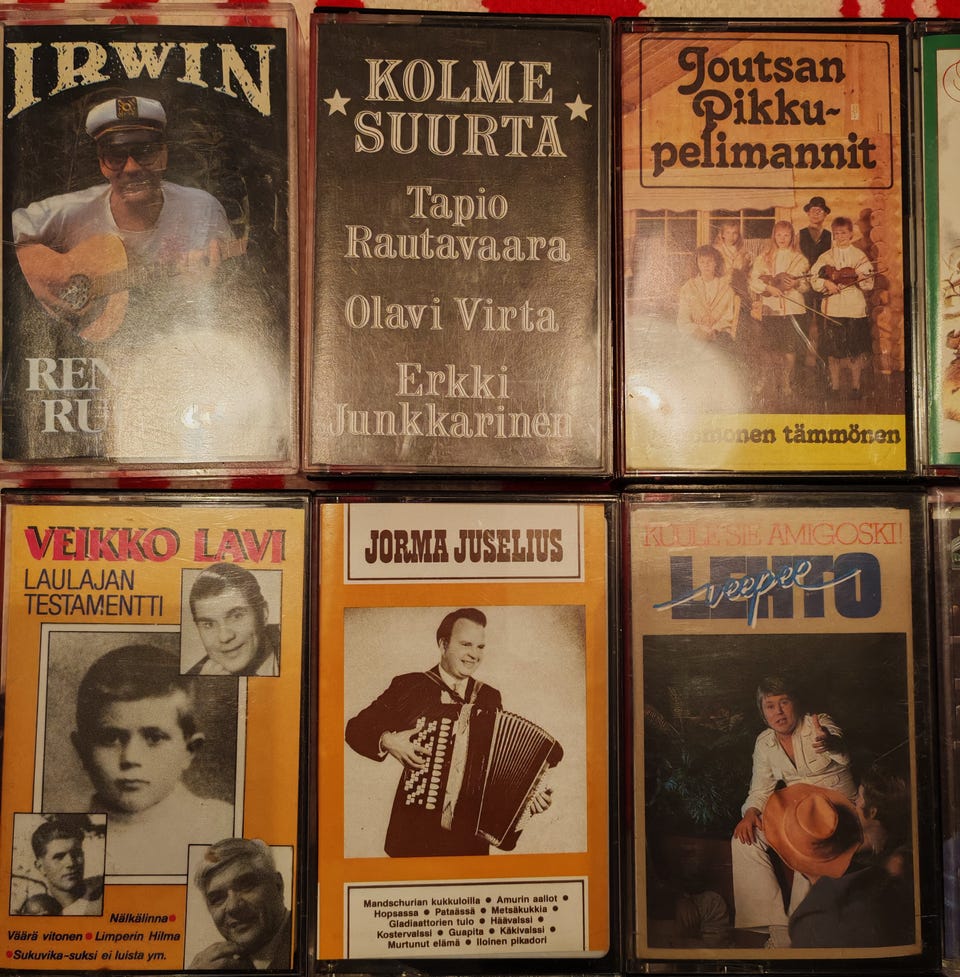 IRWIN
KOLME
SUURTA
Tapio
Rautavaara
Olavi Virta
Erkki
Junkkarinen
Joutsan
Pikku-
pelimannit
tämmönen
VEIKKO LAVI
LAULAJAN
TESTAMENTTI
Nälkälinna •
Väärä vitonen • Limperin Hilma
• Sukuvika-suksi ei luista ym.
JORMA JUSELIUS
Mandschurian kukkuloilla • Amurin aallot •
Hopsassa • Pataässä • Metsäkukkia •
Gladiaattorien tulo • Häävalssi •
Kostervalssi • Guapita • Käkivalssi •
Murtunut elämä • Iloinen pikadori
KUULE SIE AMIGOSKI!
veepee
LEHTO